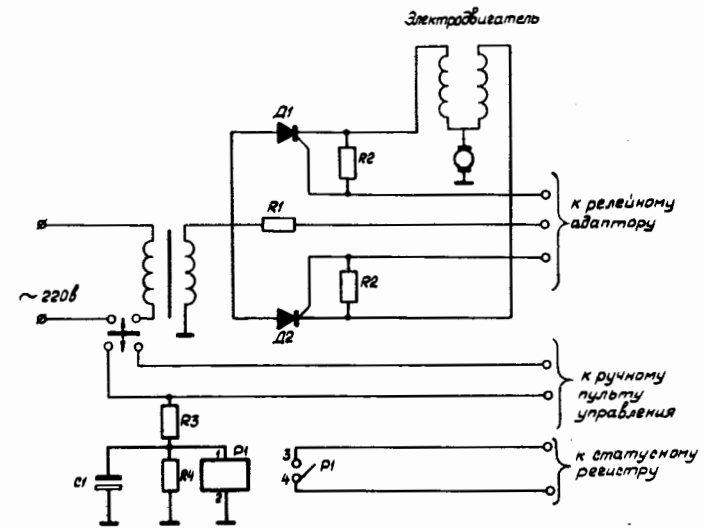 Электродвигатель
Д1
R2
R1
к релейному
адаптору
R2
~ 220в
Д2
к ручному
пульту
управления
R3
1
P1
C1
R4
2
3
4
P1
к статусному
регистру